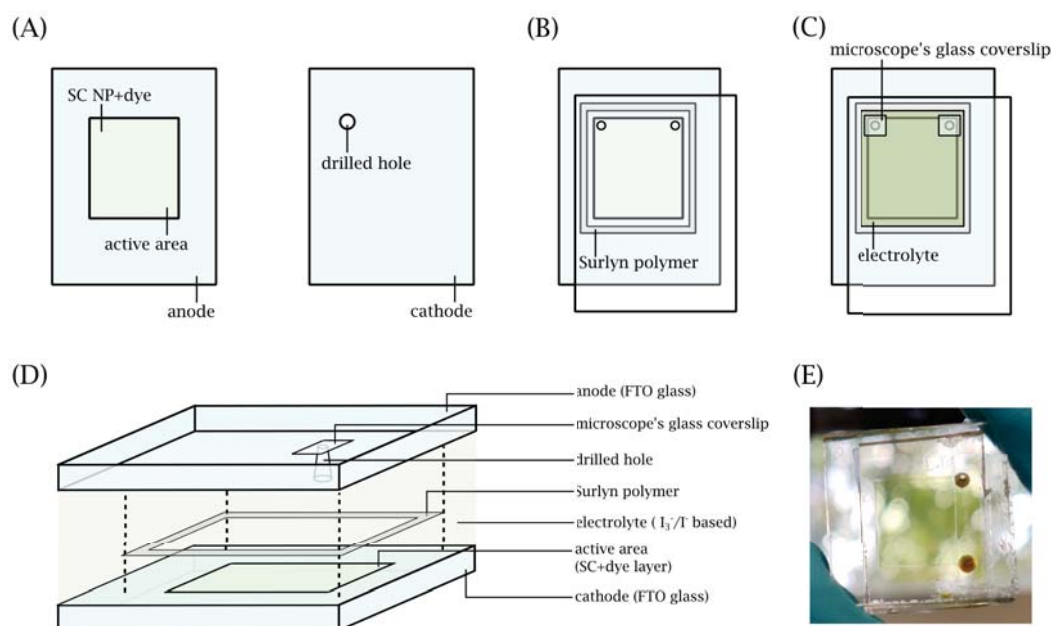 (A)
SC NP+dye
active area
anode
drilled hole
cathode
(B)
Surlyn polymer
(C)
microscope's glass coverslip
electrolyte
(D)
anode (FTO glass)
microscope's glass coverslip
drilled hole
Surlyn polymer
electrolyte ( I₃⁻/I⁻ based)
active area
(SC+dye layer)
cathode (FTO glass)
(E)